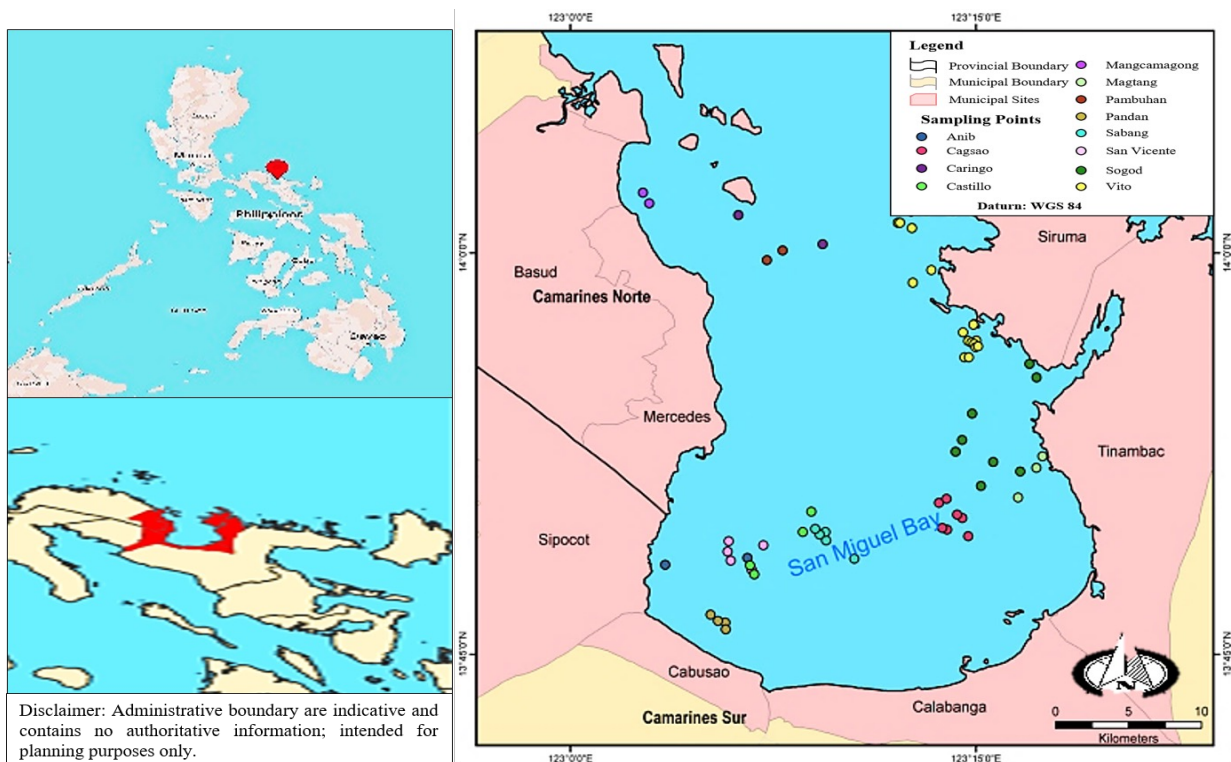 Philippines
Davao
Disclaimer: Administrative boundary are indicative and
contains no authoritative information; intended for
planning purposes only.
123°0'0"E
123°15'0"E
Legend
Provincial Boundary
Municipal Boundary
Municipal Sites
Sampling Points
Anib
Cagsao
Caringo
Castillo
Mangcamagong
Magtang
Pambuhan
Pandan
Sabang
San Vicente
Sogod
Vito
Daturn: WGS 84
14°0'0"N
14°0'0"N
Siruma
Basud
Camarines Norte
Mercedes
Tinambac
Sipocot
San Miguel Bay
13°45'0"N
13°45'0"N
Cabusao
Camarines Sur
Calabanga
N
0
5
10
Kilometers
123°0'0"E
123°15'0"E